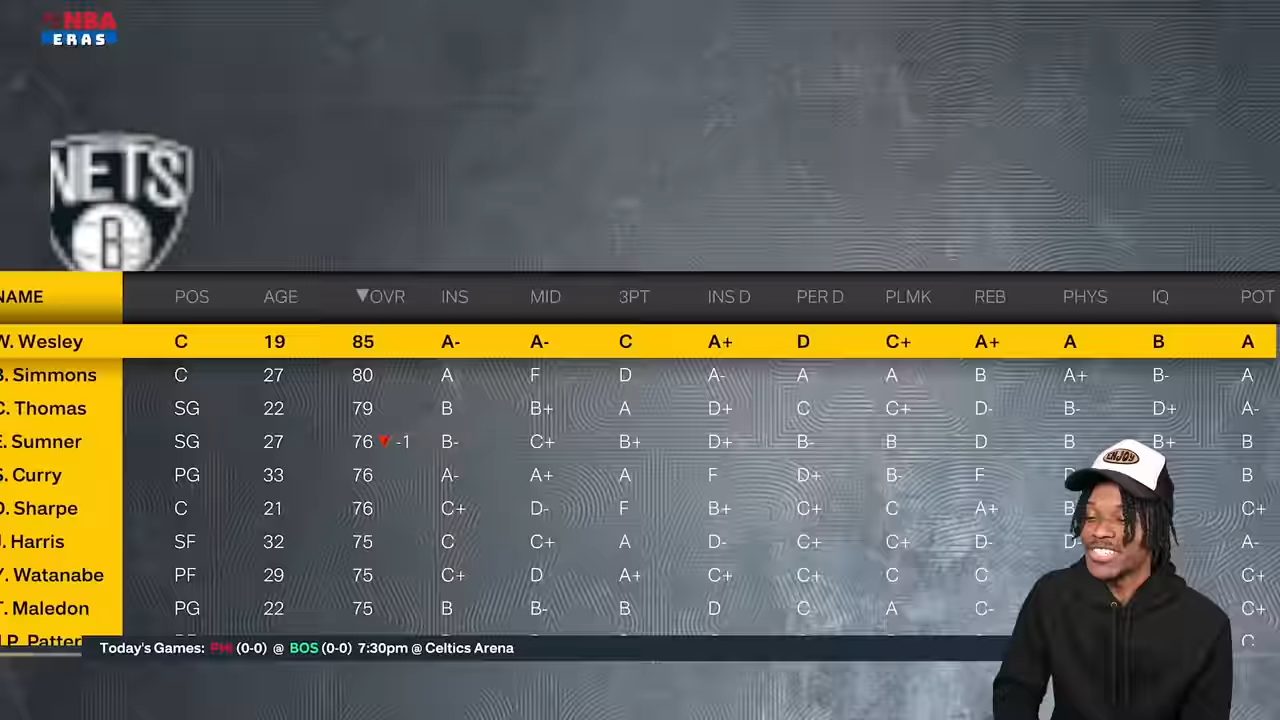 NBA
ERAS
NETS
B
NAME POS AGE ▼OVR INS MID 3PT INS D PER D PLMK REB PHYS IQ POT
W. Wesley C 19 85 A- A- C A+ D C+ A+ A B A
B. Simmons C 27 80 A F D A- A A B A+ B- A
C. Thomas SG 22 79 B B+ A D+ C C+ D- B- D+ A-
E. Sumner SG 27 76 ▼ -1 B- C+ B+ D+ B- B D B B+ B
S. Curry PG 33 76 A- A+ A F D+ B- F D B
D. Sharpe C 21 76 C+ D- F B+ C+ C A+ B C+
J. Harris SF 32 75 C C+ A D- C+ C+ D- D- A-
Y. Watanabe PF 29 75 C+ D A+ C+ C+ C C C+
T. Maledon PG 22 75 B B- B D C A C- C+
Today's Games: PHI (0-0) @ BOS (0-0) 7:30pm @ Celtics Arena
ENJOY